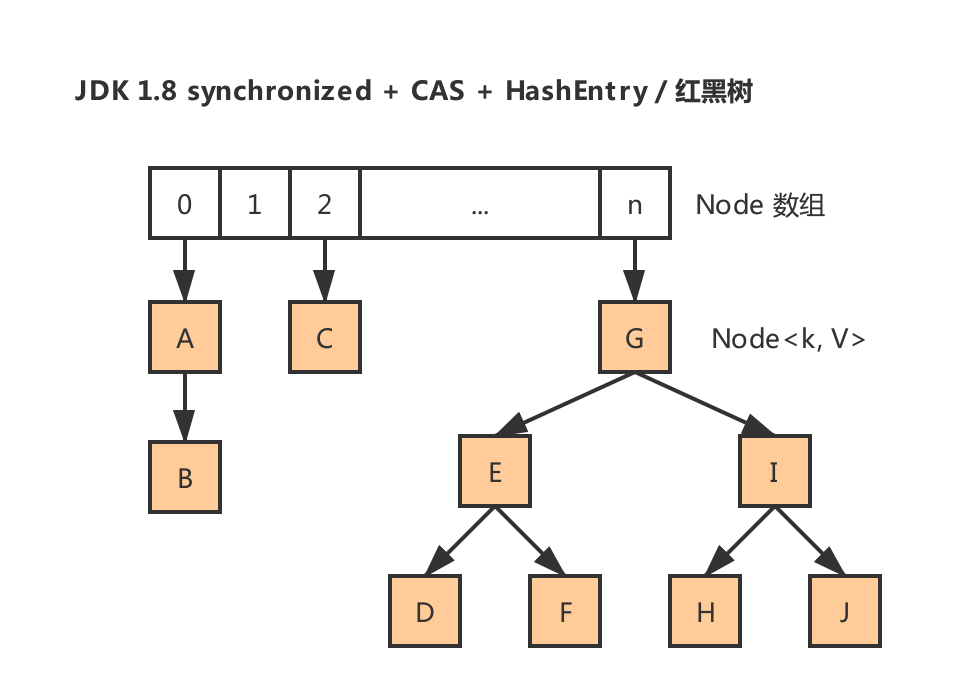 JDK 1.8 synchronized + CAS + HashEntry / 红黑树
0 1 2 ... n Node 数组
A C G Node<k, V>
E I
B
D F H J